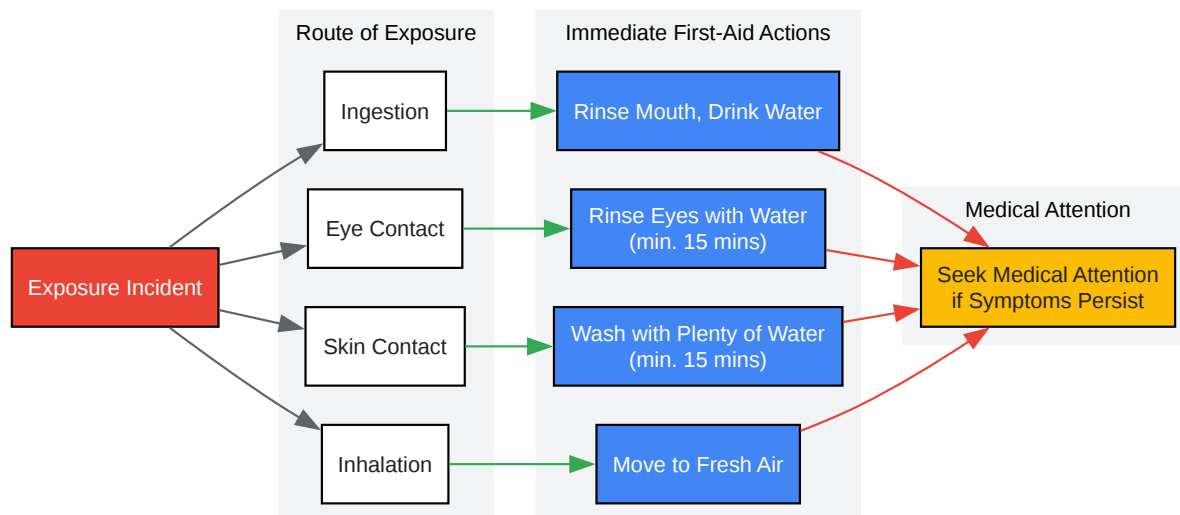 Route of Exposure
Immediate First-Aid Actions
Ingestion
Rinse Mouth, Drink Water
Eye Contact
Rinse Eyes with Water
(min. 15 mins)
Medical Attention
Exposure Incident
Seek Medical Attention
if Symptoms Persist
Skin Contact
Wash with Plenty of Water
(min. 15 mins)
Inhalation
Move to Fresh Air